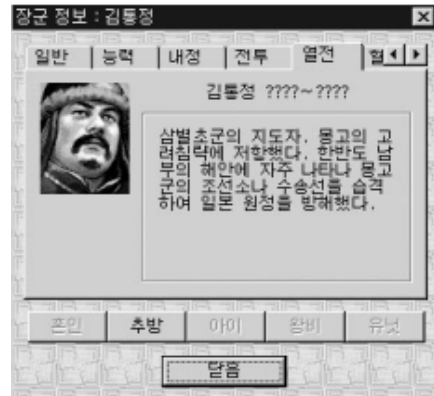 장군 정보 : 김통정
일반 능력 내정 전투 열전
김통정 ????~????
삼별초군의 지도자. 몽고의 고
려침략에 저항했다. 한반도 남
부의 해안에 자주 나타나 몽고
군의 조선소나 수송선을 습격
하여 일본 원정을 방해했다.
혼인 추방 아이 왕비 유닛
닫음